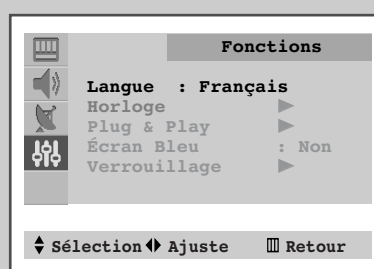 Fonctions
Langue : Français
Horloge ▶
Plug & Play ▶
Écran Bleu : Non
Verrouillage ▶
Sélection Ajuste Retour